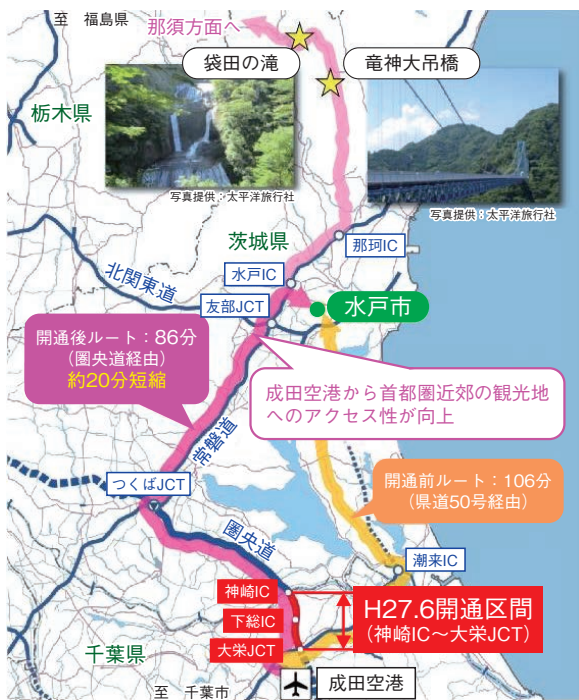 至 福島県
那須方面へ
袋田の滝
竜神大吊橋
栃木県
写真提供：太平洋旅行社
写真提供：太平洋旅行社
茨城県
那珂IC
水戸IC
北関東道
友部JCT
水戸市
開通後ルート：86分
（圏央道経由）
約20分短縮
成田空港から首都圏近郊の観光地
へのアクセス性が向上
常磐道
つくばJCT
開通前ルート：106分
（県道50号経由）
圏央道
潮来IC
神崎IC
下総IC
大栄JCT
H27.6開通区間
（神崎IC～大栄JCT）
千葉県
成田空港
至 千葉市